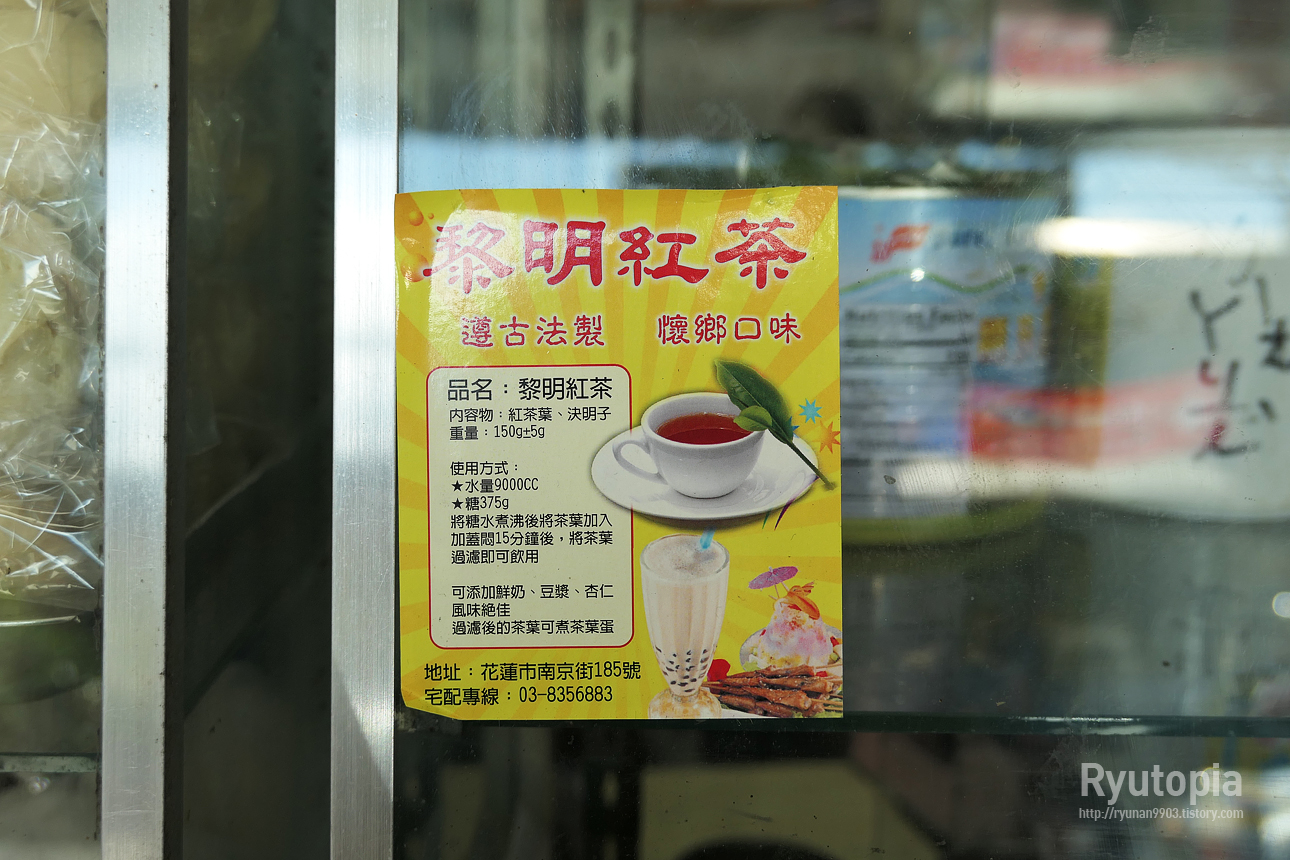 黎明紅茶
遵古法製 懷鄉口味
品名：黎明紅茶
內容物：紅茶葉、決明子
重量：150g±5g
使用方式：
★水量9000CC
★糖375g
將糖水煮沸後將茶葉加入
加蓋悶15分鐘後，將茶葉
過濾即可飲用
可添加鮮奶、豆漿、杏仁
風味絕佳
過濾後的茶葉可煮茶葉蛋
地址：花蓮市南京街185號
宅配專線：03-8356883
Ryutopia
http://ryunan9903.tistory.com